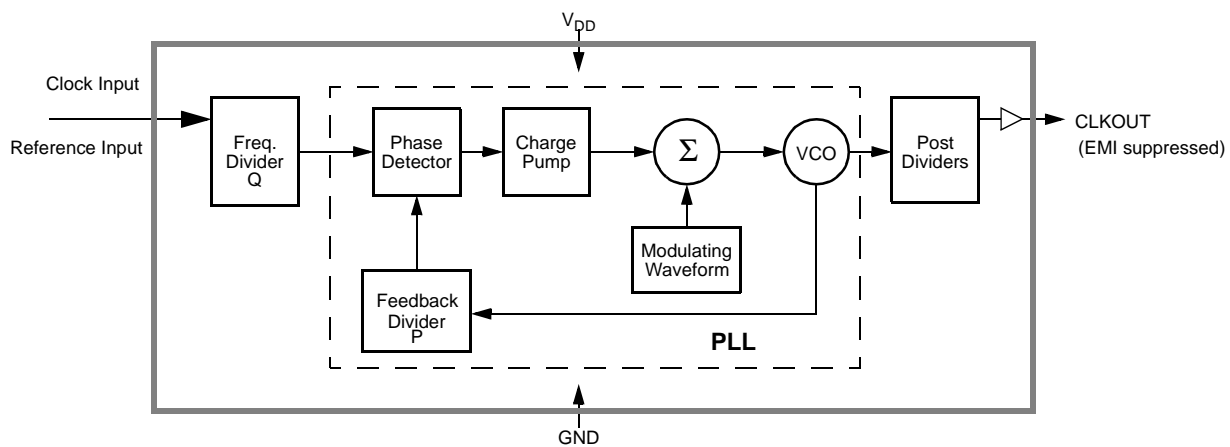 V_DD
Clock Input
Reference Input
Freq.
Divider
Q
Phase
Detector
Charge
Pump
Σ
VCO
Post
Dividers
CLKOUT
(EMI suppressed)
Modulating
Waveform
Feedback
Divider
P
PLL
GND